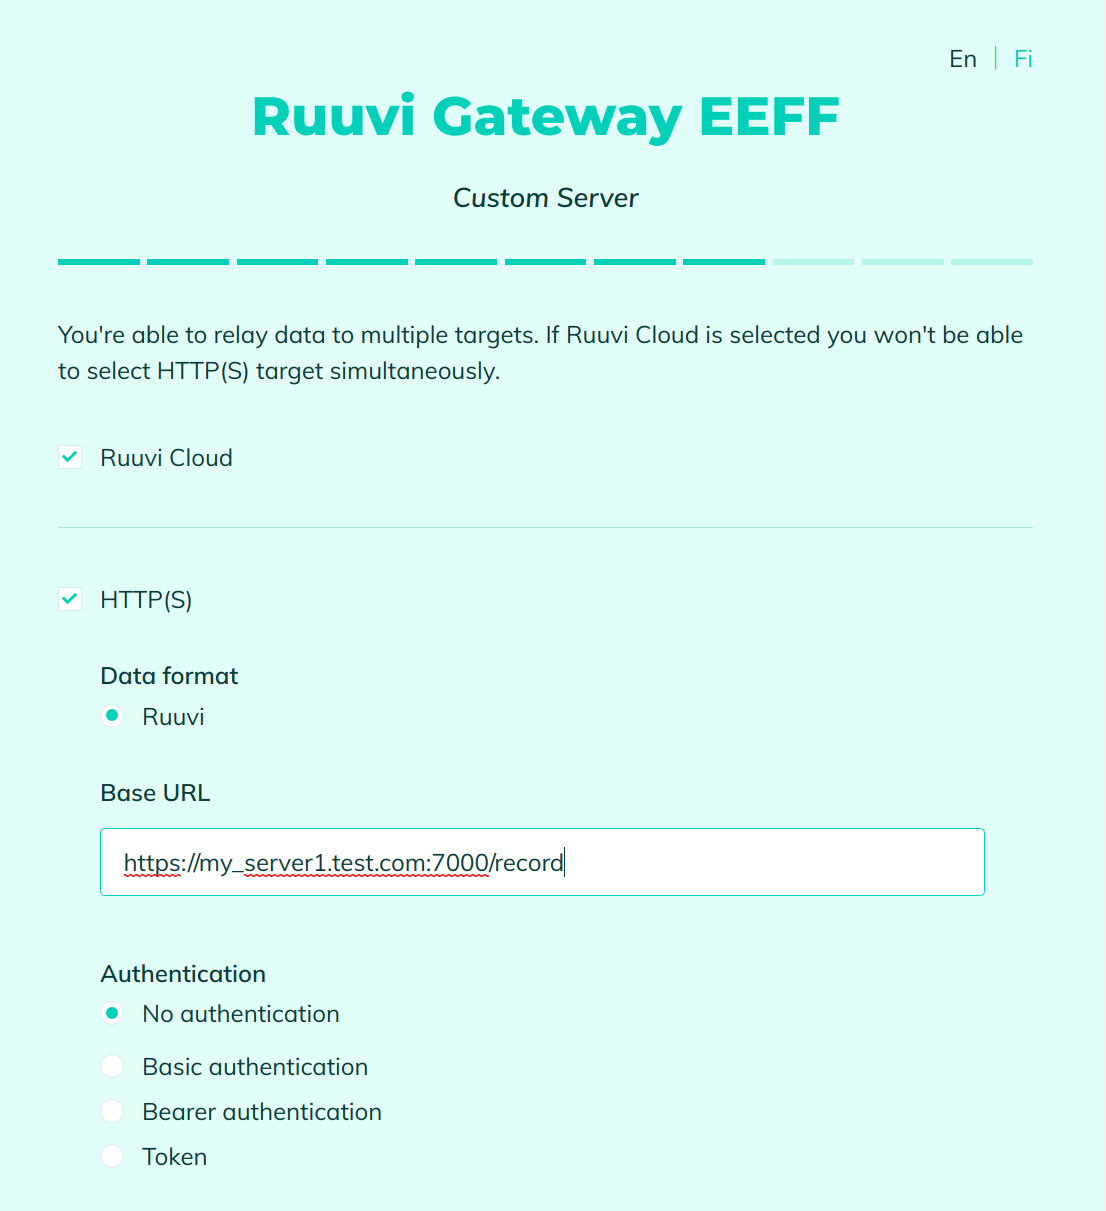 En | Fi
Ruuvi Gateway EEFF
Custom Server
You're able to relay data to multiple targets. If Ruuvi Cloud is selected you won't be able
to select HTTP(S) target simultaneously.
Ruuvi Cloud
HTTP(S)
Data format
Ruuvi
Base URL
https://my_server1.test.com:7000/record
Authentication
No authentication
Basic authentication
Bearer authentication
Token